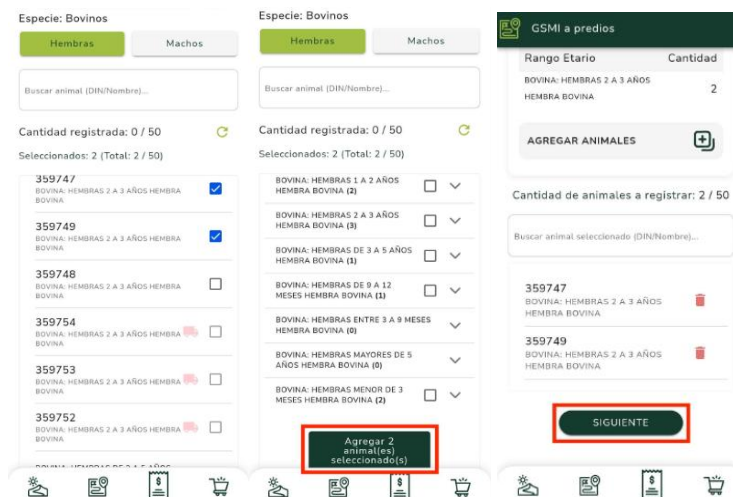 Especie: Bovinos
Hembras Machos
Buscar animal (DIN/Nombre)...
Cantidad registrada: 0 / 50
Seleccionados: 2 (Total: 2 / 50)
359747
BOVINA: HEMBRAS 2 A 3 AÑOS HEMBRA
BOVINA
359749
BOVINA: HEMBRAS 2 A 3 AÑOS HEMBRA
BOVINA
359748
BOVINA: HEMBRAS 2 A 3 AÑOS HEMBRA
BOVINA
359754
BOVINA: HEMBRAS 2 A 3 AÑOS HEMBRA
BOVINA
359753
BOVINA: HEMBRAS 2 A 3 AÑOS HEMBRA
BOVINA
359752
BOVINA: HEMBRAS 2 A 3 AÑOS HEMBRA
BOVINA
BOVINA: HEMBRAS DE 3 A 5 AÑOS
Especie: Bovinos
Hembras Machos
Buscar animal (DIN/Nombre)...
Cantidad registrada: 0 / 50
Seleccionados: 2 (Total: 2 / 50)
BOVINA: HEMBRAS 1 A 2 AÑOS
HEMBRA BOVINA (2)
BOVINA: HEMBRAS 2 A 3 AÑOS
HEMBRA BOVINA (3)
BOVINA: HEMBRAS DE 3 A 5 AÑOS
HEMBRA BOVINA (1)
BOVINA: HEMBRAS DE 9 A 12
MESES HEMBRA BOVINA (1)
BOVINA: HEMBRAS ENTRE 3 A 9 MESES
HEMBRA BOVINA (0)
BOVINA: HEMBRAS MAYORES DE 5
AÑOS HEMBRA BOVINA (0)
BOVINA: HEMBRAS MENOR DE 3
MESES HEMBRA BOVINA (2)
Agregar 2
animal(es)
seleccionado(s)
GSMI a predios
Rango Etario Cantidad
BOVINA: HEMBRAS 2 A 3 AÑOS
HEMBRA BOVINA 2
AGREGAR ANIMALES
Cantidad de animales a registrar: 2 / 50
Buscar animal seleccionado (DIN/Nombre)...
359747
BOVINA: HEMBRAS 2 A 3 AÑOS
HEMBRA BOVINA
359749
BOVINA: HEMBRAS 2 A 3 AÑOS
HEMBRA BOVINA
SIGUIENTE